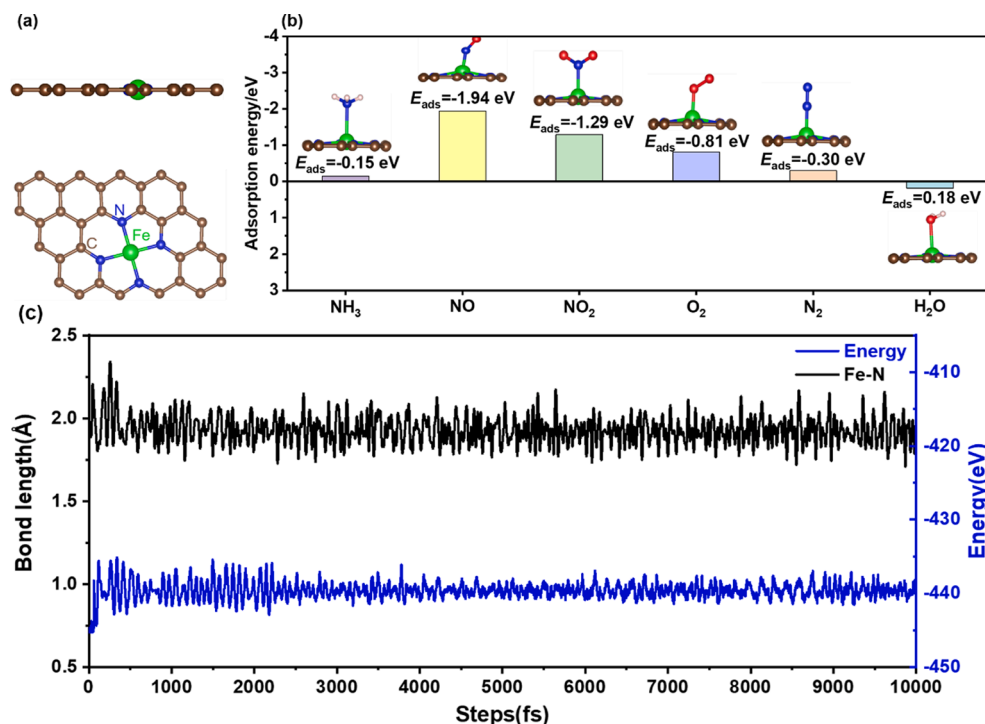 (a)
N
Fe
C
(b)
Adsorption energy/eV
-4
-3
-2
-1
0
1
2
3
Eads=-0.15 eV
Eads=-1.94 eV
Eads=-1.29 eV
Eads=-0.81 eV
Eads=-0.30 eV
Eads=0.18 eV
NH3
NO
NO2
O2
N2
H2O
(c)
Bond length(Å)
2.5
2.0
1.5
1.0
0.5
Energy
Fe-N
-410
-420
-430
-440
-450
Energy(eV)
0 1000 2000 3000 4000 5000 6000 7000 8000 9000 10000
Steps(fs)